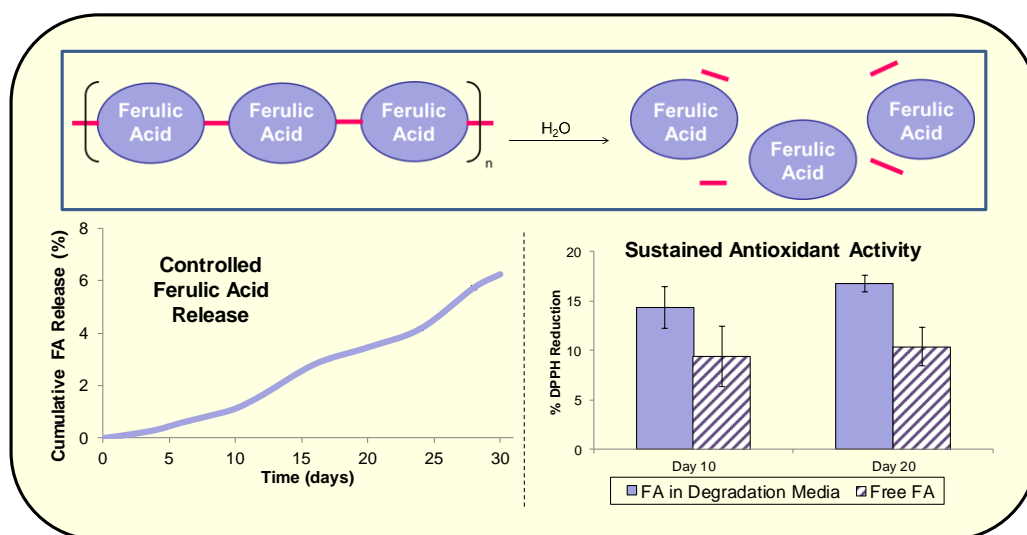 Ferulic
Acid
Ferulic
Acid
Ferulic
Acid
n
H₂O
Ferulic
Acid
Ferulic
Acid
Ferulic
Acid
Cumulative FA Release (%)
8
6
4
2
0
Controlled
Ferulic Acid
Release
0 5 10 15 20 25 30
Time (days)
Sustained Antioxidant Activity
% DPPH Reduction
20
15
10
5
0
Day 10 Day 20
FA in Degradation Media Free FA